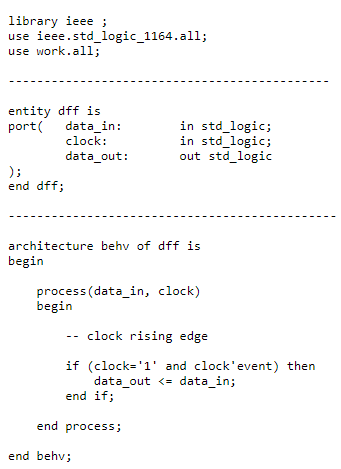 library ieee ;
use ieee.std_logic_1164.all;
use work.all;
---------------------------------------------
entity dff is
port(   data_in:        in std_logic;
        clock:          in std_logic;
        data_out:       out std_logic
);
end dff;
----------------------------------------------
architecture behv of dff is
begin
    process(data_in, clock)
    begin
        -- clock rising edge
        if (clock='1' and clock'event) then
            data_out <= data_in;
        end if;
    end process;
end behv;